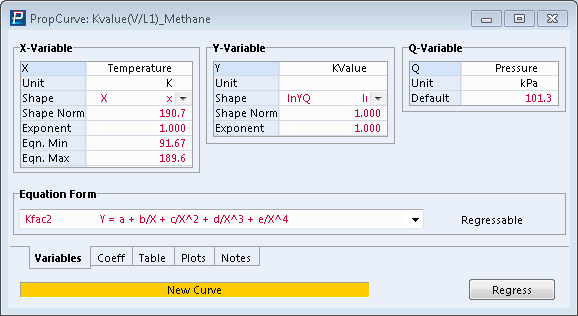 PropCurve: Kvalue(V/L1)_Methane
X-Variable
X Temperature
Unit K
Shape X x
Shape Norm 190.7
Exponent 1.000
Eqn. Min 91.67
Eqn. Max 189.6
Y-Variable
Y KValue
Unit
Shape lnYQ
Shape Norm 1.000
Exponent 1.000
Q-Variable
Q Pressure
Unit kPa
Default 101.3
Equation Form
Kfac2 Y = a + b/X + c/X^2 + d/X^3 + e/X^4
Regressable
Variables Coeff Table Plots Notes
New Curve
Regress